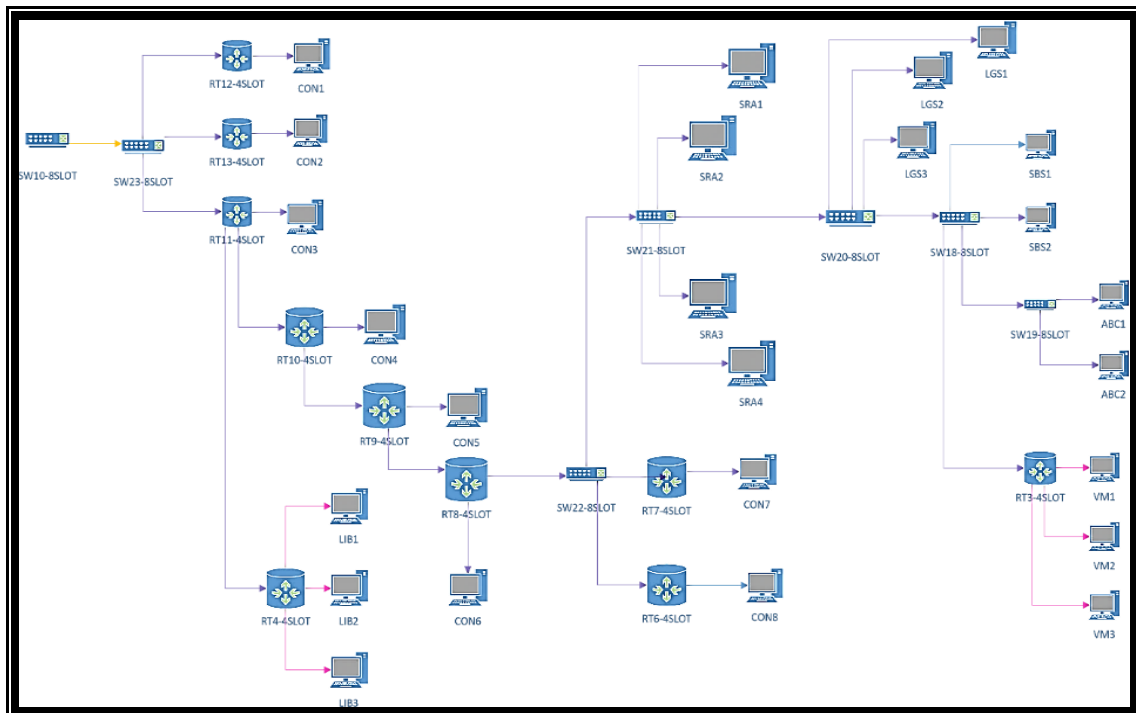 RT12-4SLOT
CON1
SW10-8SLOT
SW23-8SLOT
RT13-4SLOT
CON2
RT11-4SLOT
CON3
RT10-4SLOT
CON4
RT9-4SLOT
CON5
RT8-4SLOT
CON6
RT4-4SLOT
LIB1
LIB2
LIB3
SW22-8SLOT
RT7-4SLOT
CON7
RT6-4SLOT
CON8
SW21-8SLOT
SRA1
SRA2
SRA3
SRA4
SW20-8SLOT
LGS1
LGS2
LGS3
SW18-8SLOT
SBS1
SBS2
SW19-8SLOT
ABC1
ABC2
RT3-4SLOT
VM1
VM2
VM3